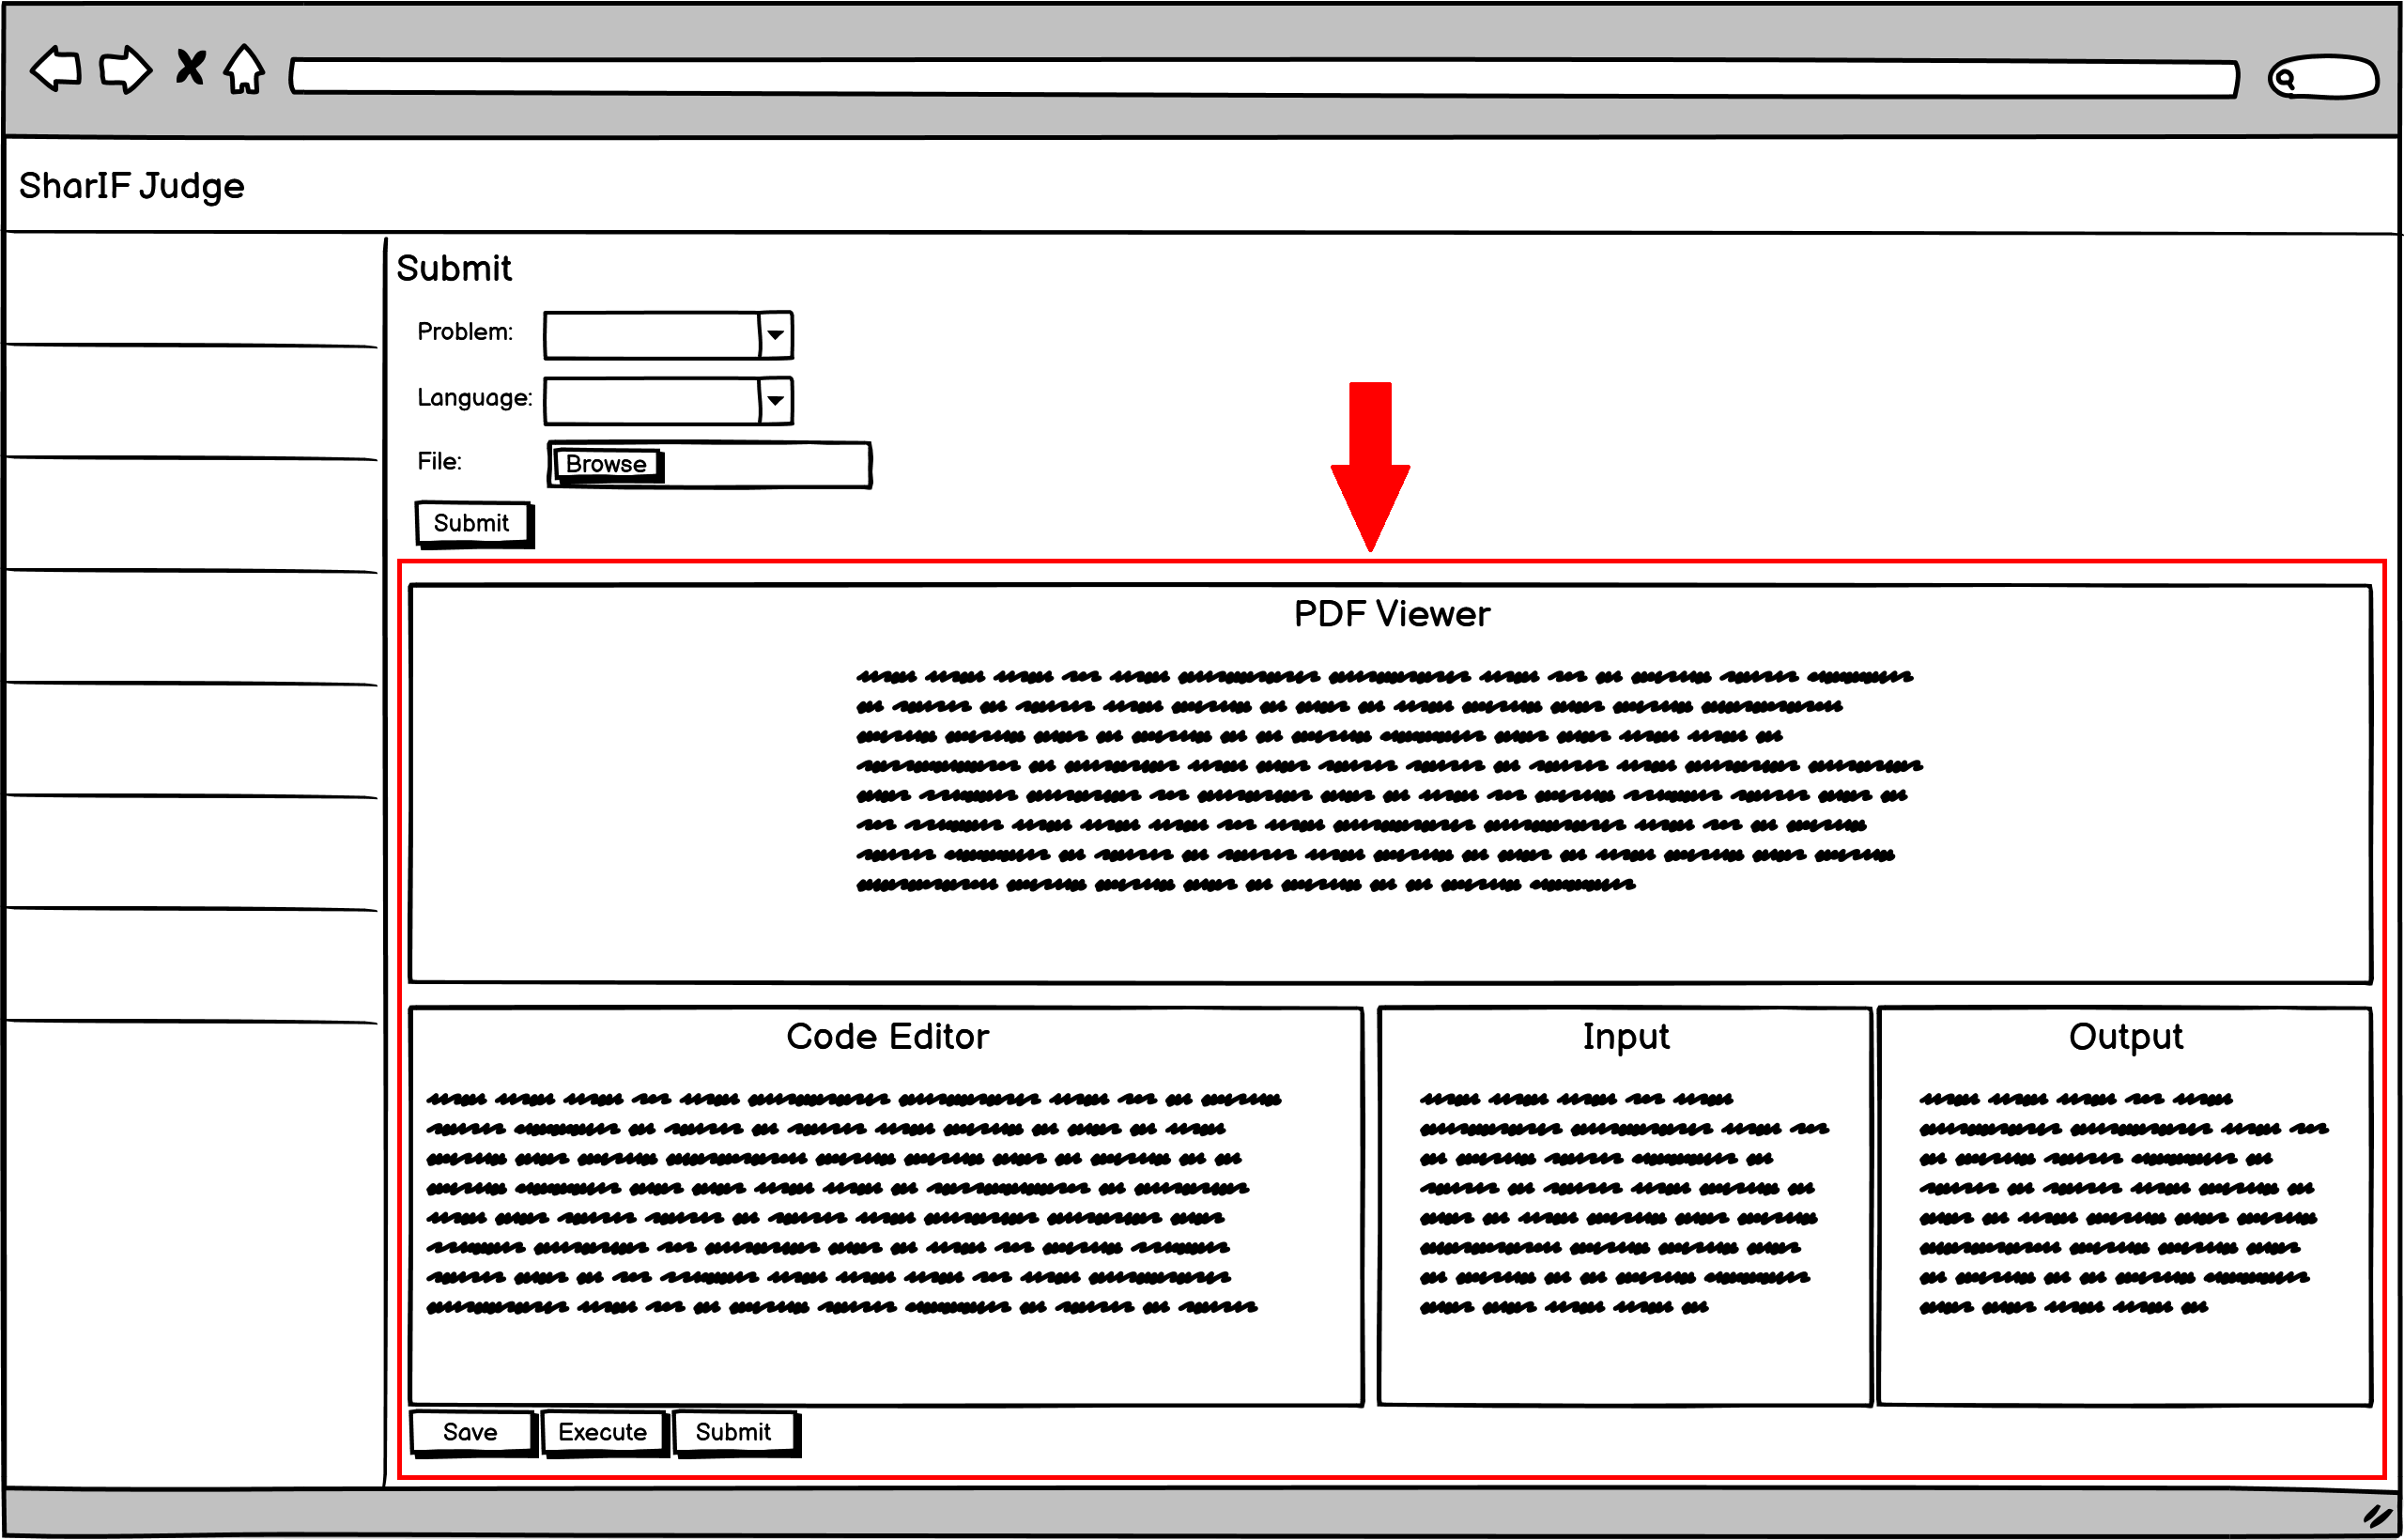 SharIF Judge
Submit
Problem:
Language:
File:
Browse
Submit
PDF Viewer
Code Editor
Input
Output
Save
Execute
Submit